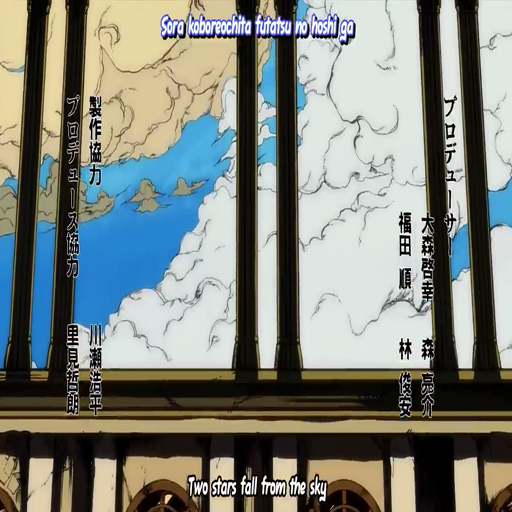 Sora koboreochita futatsu no hoshi ga
プロデューサー
大森啓幸
森亮介
福田順
林俊安
製作協力
川瀬浩平
プロデュース協力
里見哲朗
Two stars fall from the sky